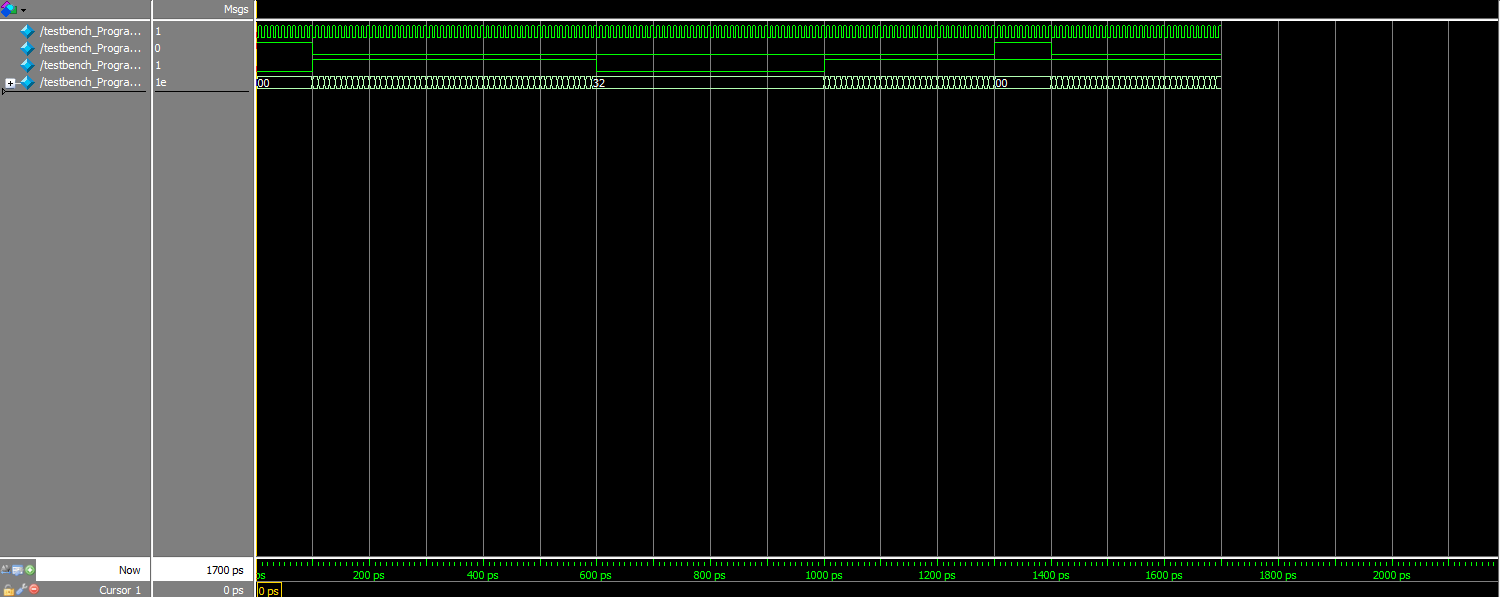 Msgs
/testbench_Progra... 1
/testbench_Progra... 0
/testbench_Progra... 1
/testbench_Progra... 1e
00 32 00
Now 1700 ps
ps 200 ps 400 ps 600 ps 800 ps 1000 ps 1200 ps 1400 ps 1600 ps 1800 ps 2000 ps
Cursor 1 0 ps 0 ps